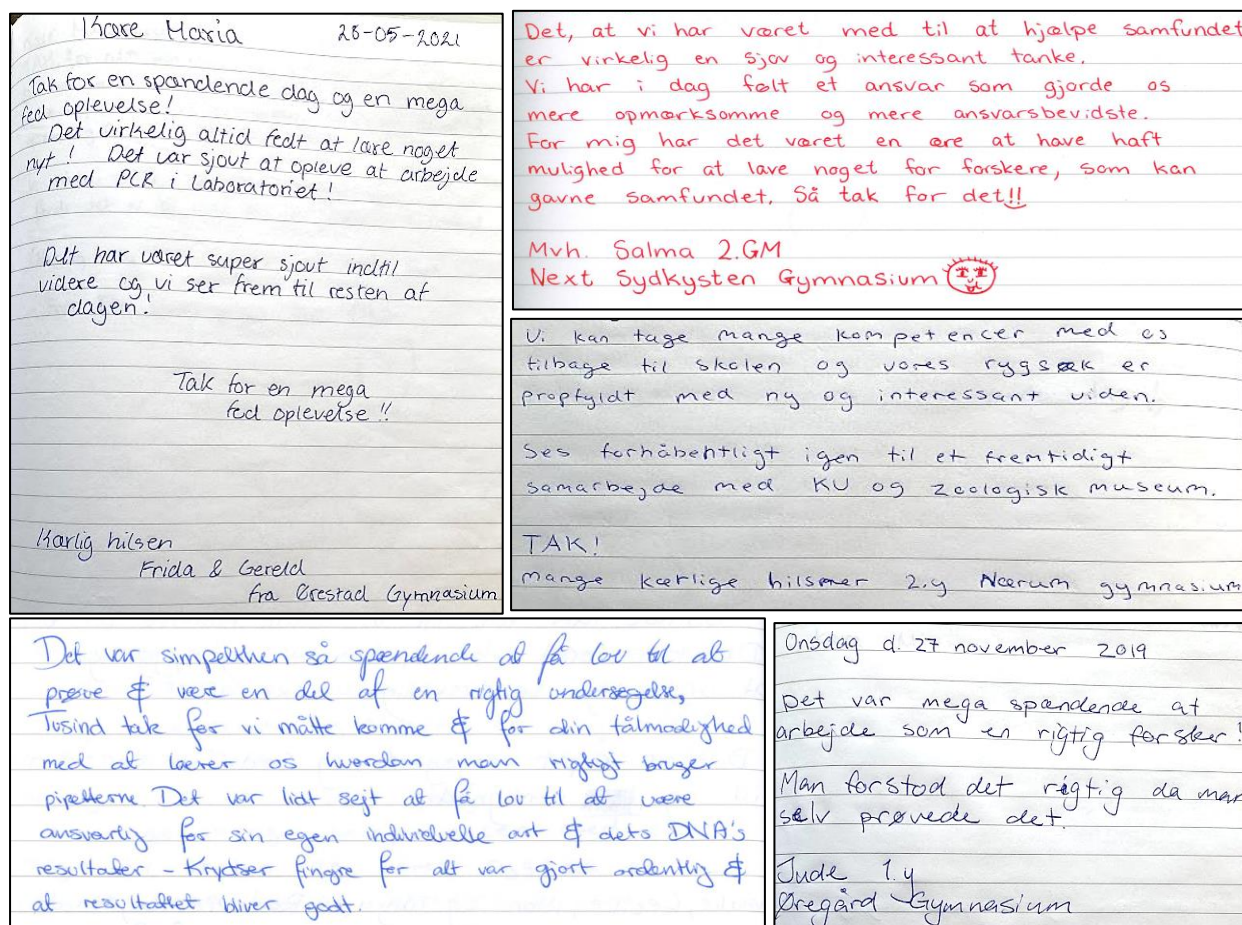 Kære Maria 28-05-2021
Tak for en spændende dag og en mega
fed oplevelse!
Det virkelig altid fedt at lære noget
nyt! Det var sjovt at opleve at arbejde
med PCR i Laboratoriet!
Det har været super sjovt indtil
videre og vi ser frem til resten af
dagen!
Tak for en mega
fed oplevelse!!
Kærlig hilsen
Frida & Gereld
fra Ørestad Gymnasium
Det, at vi har været med til at hjælpe samfundet
er virkelig en sjov og interessant tanke.
Vi har i dag følt et ansvar som gjorde os
mere opmærksomme og mere ansvarsbevidste.
For mig har det været en ære at have haft
mulighed for at lave noget for forskere, som kan
gavne samfundet. Så tak for det!!
Mvh. Salma 2.GM
Next Sydkysten Gymnasium
Vi kan tage mange kompetencer med os
tilbage til skolen og vores rygsæk er
propfyldt med ny og interessant viden.
Ses forhåbentligt igen til et fremtidigt
samarbejde med KU og Zoologisk museum.
TAK!
Mange kærlige hilsner 2.y Nærum gymnasium
Det var simpelthen så spændende at få lov til at
prøve & være en del af en rigtig undersøgelse,
Tusind tak for vi måtte komme & for din tålmodighed
med at lærer os hvordan man rigtigt bruger
pipetterne. Det var lidt sejt at få lov til at være
ansvarlig for sin egen individuelle art & dets DNA's
resultater - Krydser fingre for alt var gjort ordentlig &
at resultatet bliver godt.
Onsdag d. 27 november 2019
Det var mega spændende at
arbejde som en rigtig forsker!
Man forstod det rigtig da man
selv prøvede det.
Jude 1.y
Øregård Gymnasium